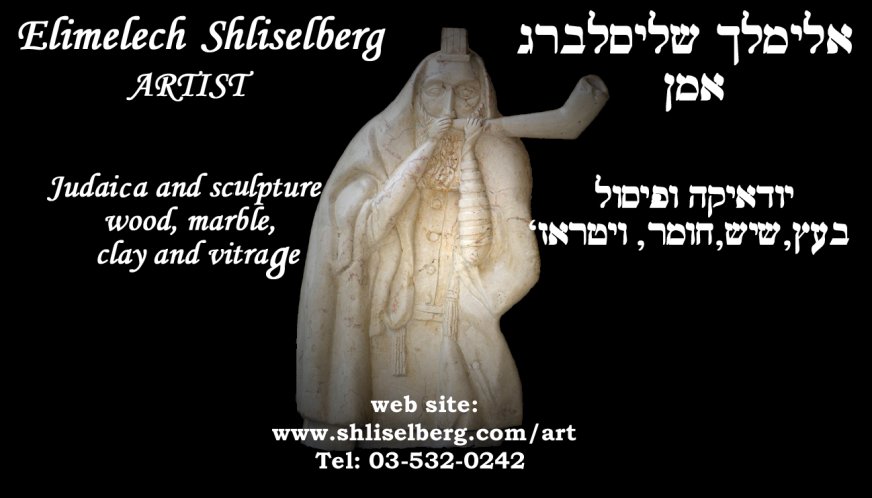 Elimelech Shliselberg
ARTIST
Judaica and sculpture
wood, marble,
clay and vitrage
אלימלך שליסלברג
אמן
יודאיקה ופיסול
בעץ,שיש,חומר, ויטראז'
web site:
www.shliselberg.com/art
Tel: 03-532-0242